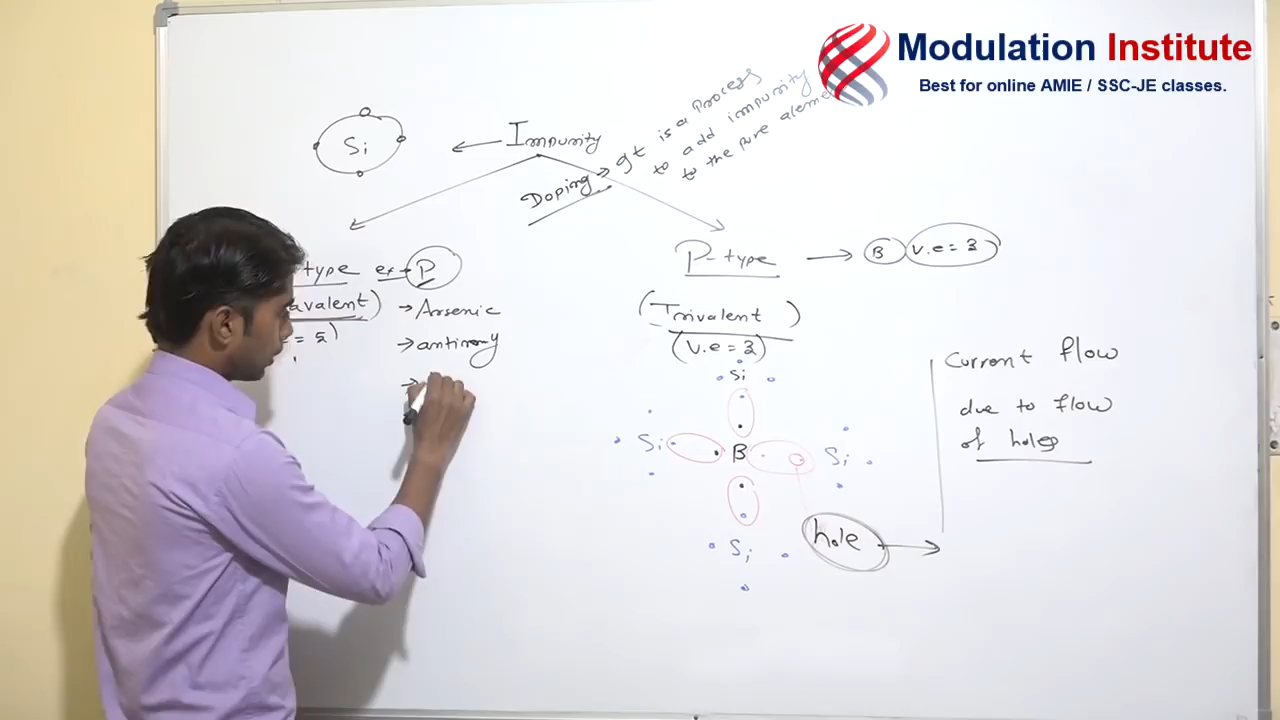 Modulation Institute
Best for online AMIE / SSC-JE classes.
Si
Impurity
Doping → It is a Process
to add impurity
to the pure
type ex → P
avalent)
= 5)
→ Arsenic
→ antimony
→
P-type → B v.e = 3
(Trivalent)
(v.e = 3)
Si
Si B Si
Si
hole →
Current flow
due to flow
of holes